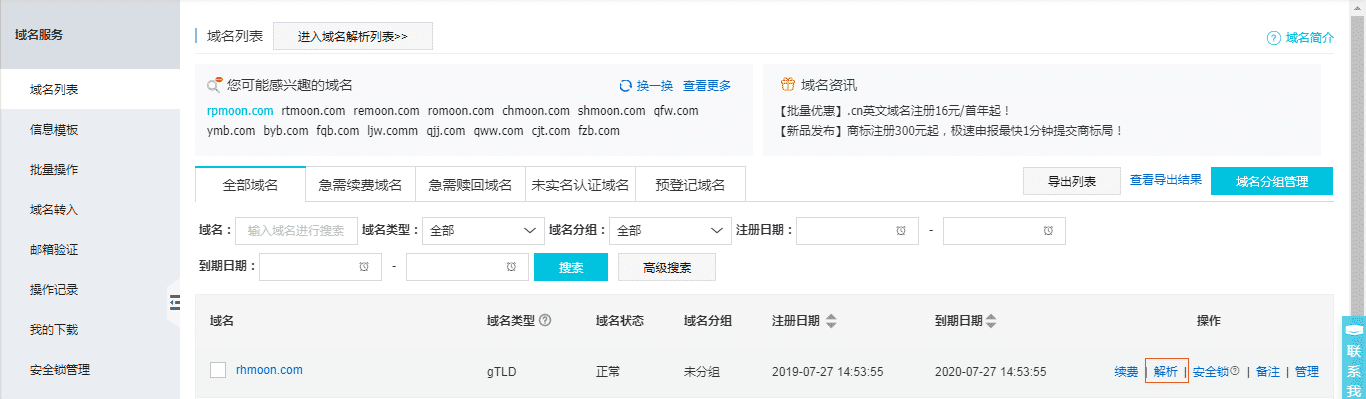 域名服务
域名列表
信息模板
批量操作
域名转入
邮箱验证
操作记录
我的下载
安全锁管理
域名列表 进入域名解析列表>>
域名简介
您可能感兴趣的域名 换一换 查看更多
rpmoon.com rtmoon.com remoon.com romoon.com chmoon.com shmoon.com qfw.com
ymb.com byb.com fqb.com ljw.comm qjj.com qww.com cjt.com fzb.com
域名资讯
【批量优惠】.cn英文域名注册16元/首年起！
【新品发布】商标注册300元起，极速申报最快1分钟提交商标局！
全部域名 急需续费域名 急需赎回域名 未实名认证域名 预登记域名
导出列表 查看导出结果 域名分组管理
域名： 输入域名进行搜索 域名类型： 全部 域名分组： 全部 注册日期： -
到期日期： - 搜索 高级搜索
域名 域名类型 域名状态 域名分组 注册日期 到期日期 操作
rhmoon.com gTLD 正常 未分组 2019-07-27 14:53:55 2020-07-27 14:53:55 续费 | 解析 | 安全锁 | 备注 | 管理
联
系
我